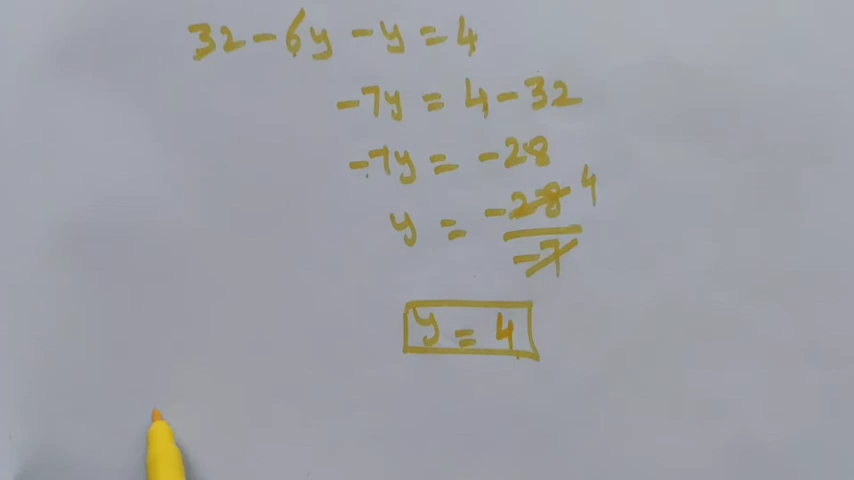 32 - 6y - y = 4
-7y = 4 - 32
-7y = -28
y = -28/-7 4
y = 4